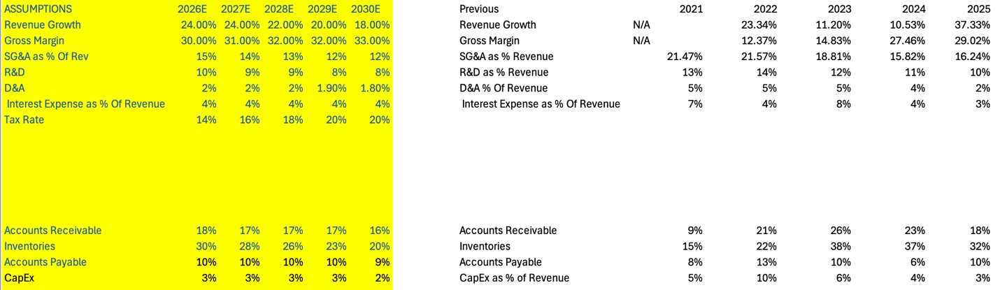 ASSUMPTIONS 2026E 2027E 2028E 2029E 2030E Previous 2021 2022 2023 2024 2025
Revenue Growth 24.00% 24.00% 22.00% 20.00% 18.00% Revenue Growth N/A 23.34% 11.20% 10.53% 37.33%
Gross Margin 30.00% 31.00% 32.00% 32.00% 33.00% Gross Margin N/A 12.37% 14.83% 27.46% 29.02%
SG&A as % Of Rev 15% 14% 13% 12% 12% SG&A as % Revenue 21.47% 21.57% 18.81% 15.82% 16.24%
R&D 10% 9% 9% 8% 8% R&D as % Revenue 13% 14% 12% 11% 10%
D&A 2% 2% 2% 1.90% 1.80% D&A % Of Revenue 5% 5% 5% 4% 2%
Interest Expense as % Of Revenue 4% 4% 4% 4% 4% Interest Expense as % Of Revenue 7% 4% 8% 4% 3%
Tax Rate 14% 16% 18% 20% 20%
Accounts Receivable 18% 17% 17% 17% 16% Accounts Receivable 9% 21% 26% 23% 18%
Inventories 30% 28% 26% 23% 20% Inventories 15% 22% 38% 37% 32%
Accounts Payable 10% 10% 10% 10% 9% Accounts Payable 8% 13% 10% 6% 10%
CapEx 3% 3% 3% 3% 2% CapEx as % of Revenue 5% 10% 6% 4% 3%